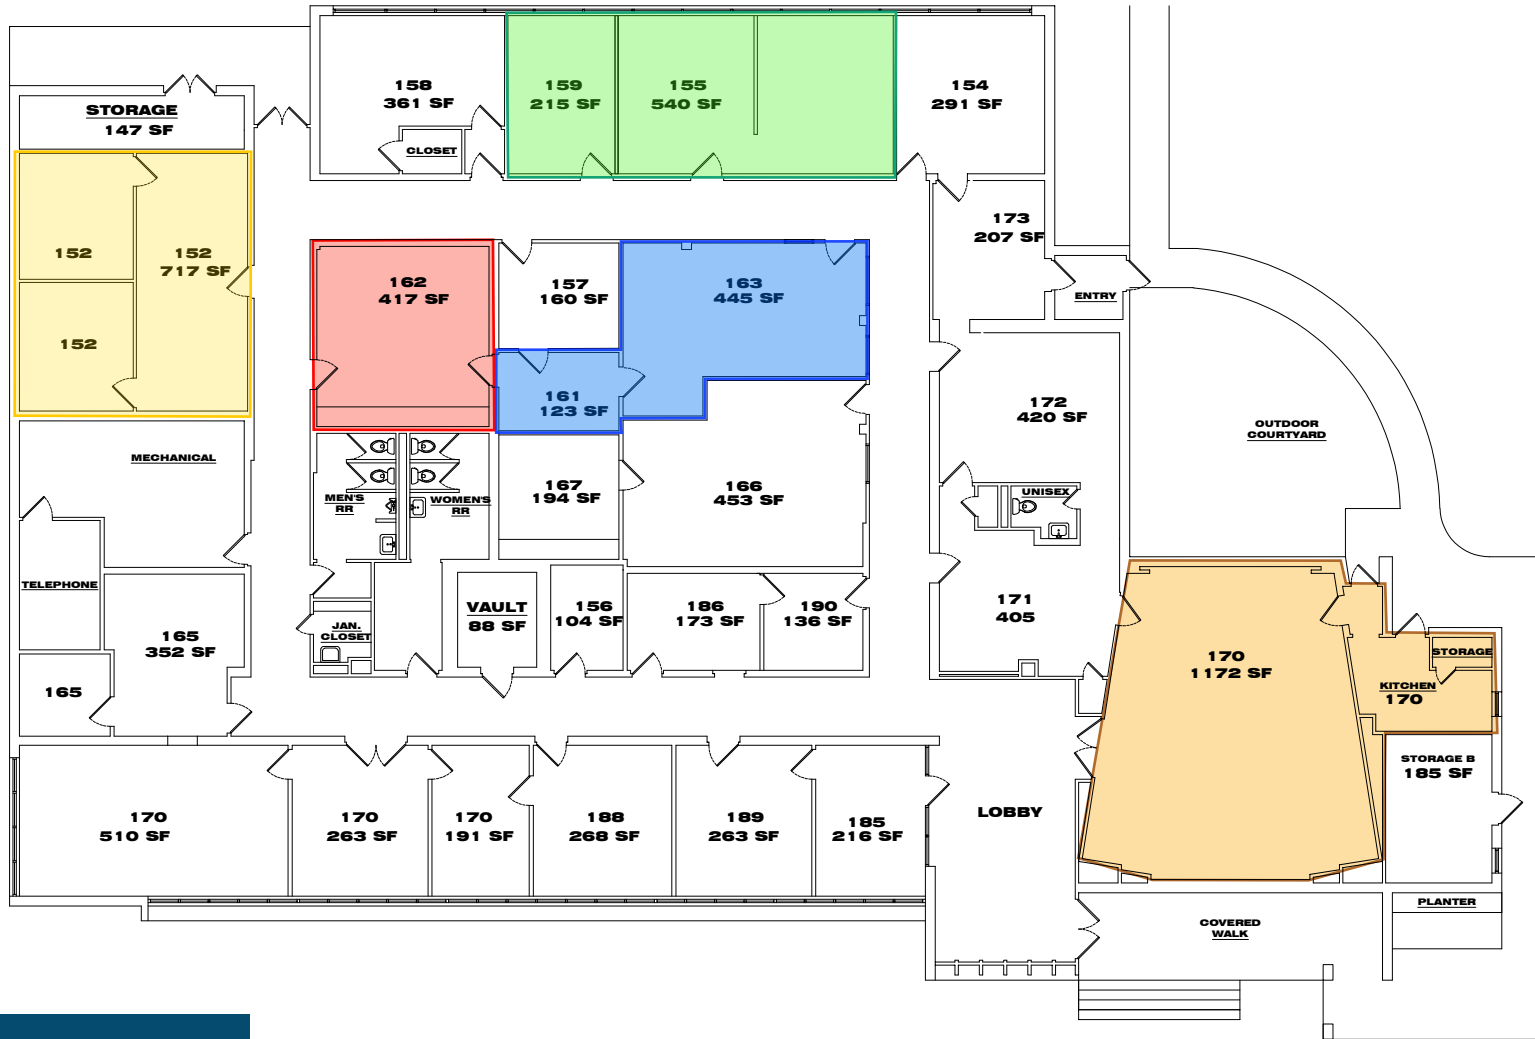 158
361 SF
159
215 SF
155
540 SF
154
291 SF
STORAGE
147 SF
CLOSET
173
207 SF
152
152
717 SF
152
162
417 SF
157
160 SF
163
445 SF
ENTRY
161
123 SF
172
420 SF
OUTDOOR
COURTYARD
MECHANICAL
MEN'S
RR
WOMEN'S
RR
167
194 SF
166
453 SF
UNISEX
TELEPHONE
VAULT
88 SF
156
104 SF
186
173 SF
190
136 SF
171
405
JAN.
CLOSET
165
352 SF
165
170
1172 SF
STORAGE
KITCHEN
170
STORAGE B
185 SF
170
510 SF
170
263 SF
170
191 SF
188
268 SF
189
263 SF
185
216 SF
LOBBY
PLANTER
COVERED
WALK